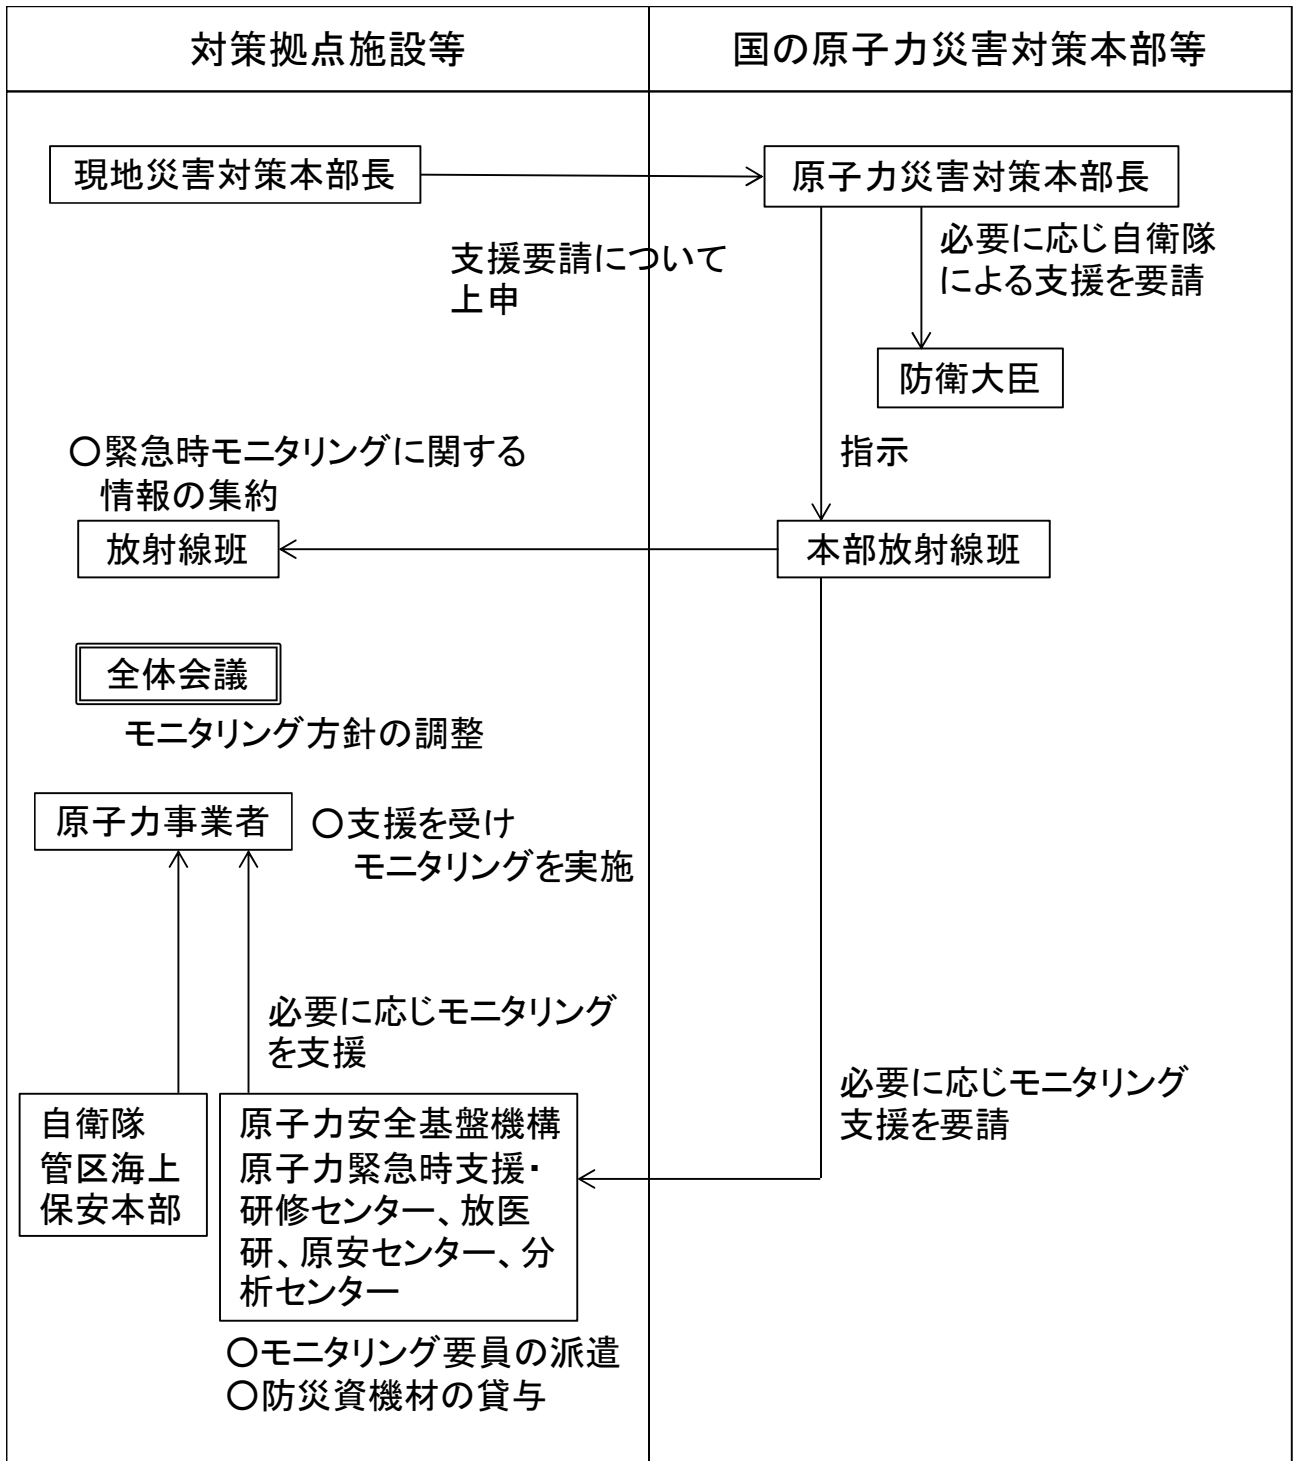 対策拠点施設等
国の原子力災害対策本部等
現地災害対策本部長
原子力災害対策本部長
支援要請について
上申
必要に応じ自衛隊
による支援を要請
防衛大臣
〇緊急時モニタリングに関する
情報の集約
指示
放射線班
本部放射線班
全体会議
モニタリング方針の調整
原子力事業者
〇支援を受け
モニタリングを実施
必要に応じモニタリング
を支援
必要に応じモニタリング
支援を要請
自衛隊
管区海上
保安本部
原子力安全基盤機構
原子力緊急時支援・
研修センター、放医
研、原安センター、分
析センター
〇モニタリング要員の派遣
〇防災資機材の貸与